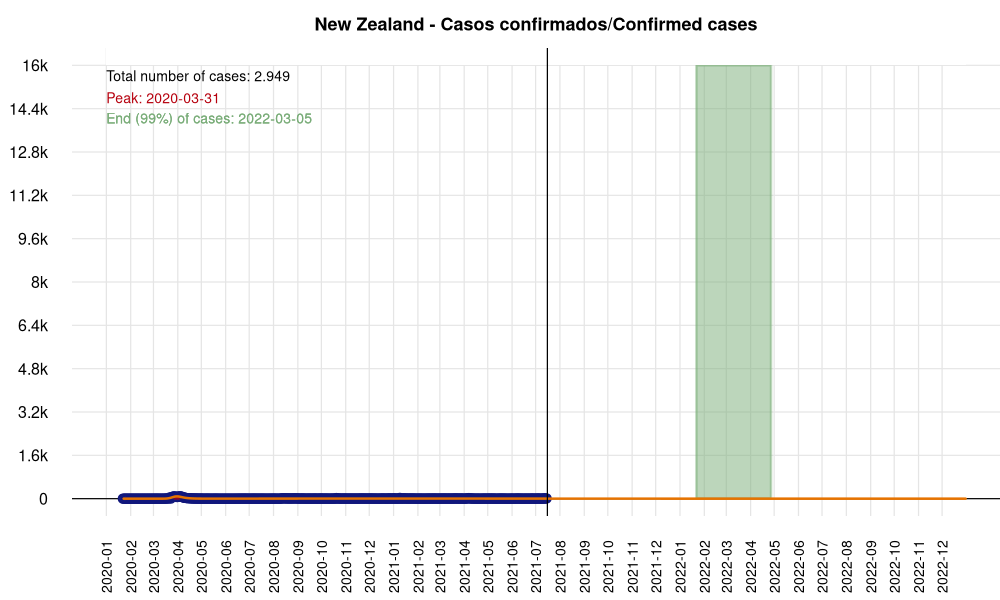 New Zealand - Casos confirmados/Confirmed cases
Total number of cases: 2.949
Peak: 2020-03-31
End (99%) of cases: 2022-03-05
16k
14.4k
12.8k
11.2k
9.6k
8k
6.4k
4.8k
3.2k
1.6k
0
2020-01
2020-02
2020-03
2020-04
2020-05
2020-06
2020-07
2020-08
2020-09
2020-10
2020-11
2020-12
2021-01
2021-02
2021-03
2021-04
2021-05
2021-06
2021-07
2021-08
2021-09
2021-10
2021-11
2021-12
2022-01
2022-02
2022-03
2022-04
2022-05
2022-06
2022-07
2022-08
2022-09
2022-10
2022-11
2022-12